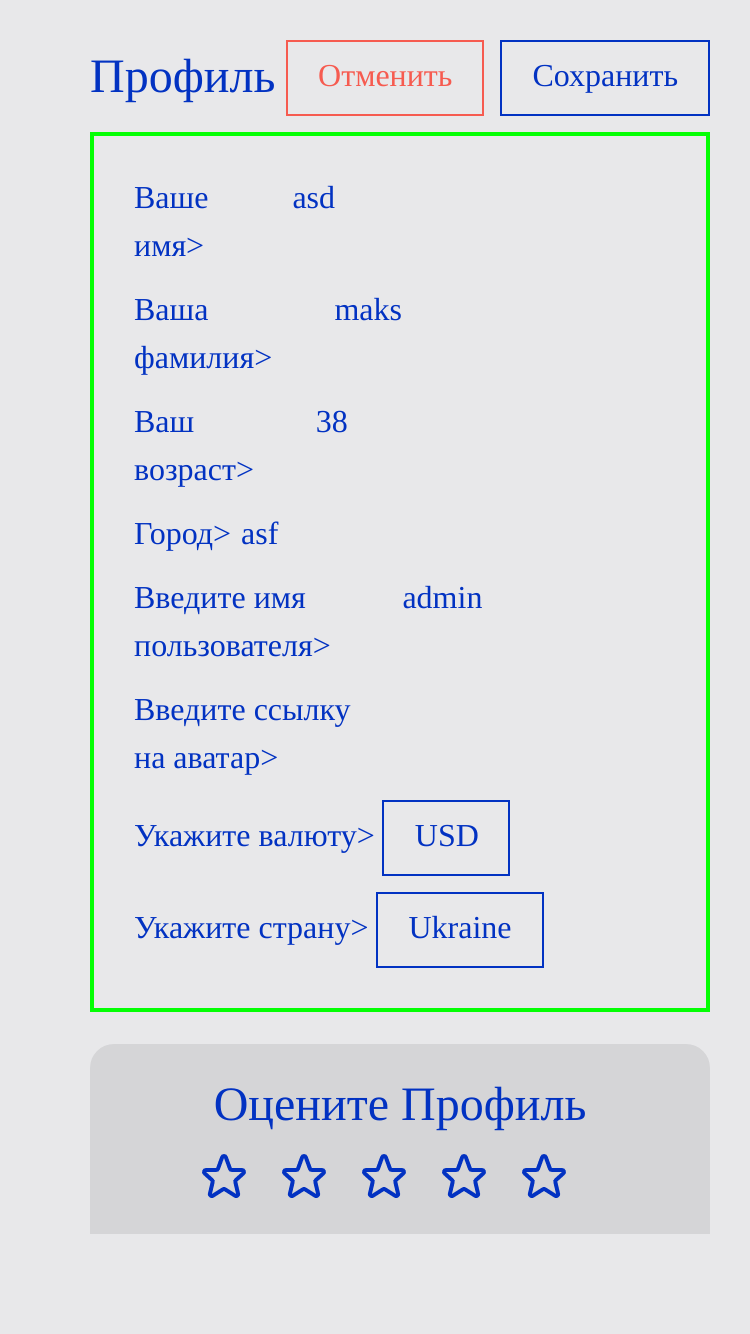 Профиль Отменить Сохранить
Ваше asd
имя>
Ваша maks
фамилия>
Ваш 38
возраст>
Город> asf
Введите имя admin
пользователя>
Введите ссылку
на аватар>
Укажите валюту> USD
Укажите страну> Ukraine
Оцените Профиль